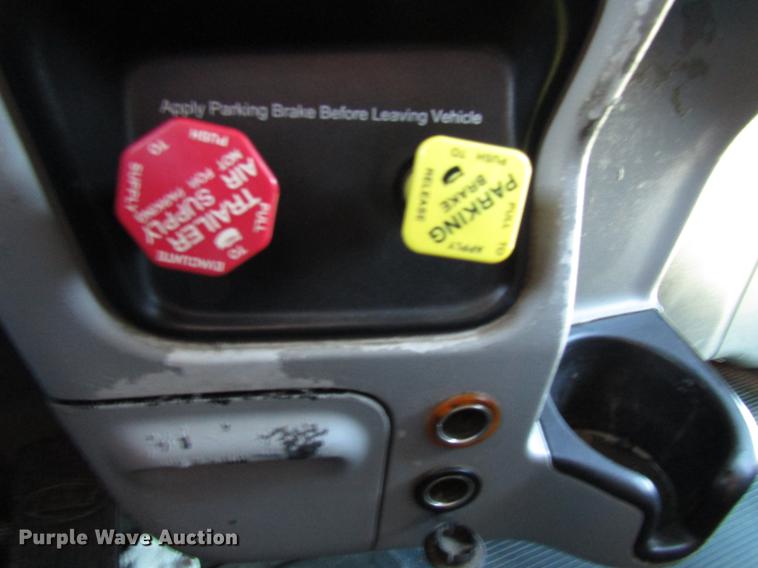 Apply Parking Brake Before Leaving Vehicle
PUSH
TO
SUPPLY
TRAILER
AIR
SUPPLY
NOT FOR
PARKING
PULL
TO
EVACUATE
PUSH TO
RELEASE
PARKING
BRAKE
PULL TO
APPLY
Purple Wave Auction